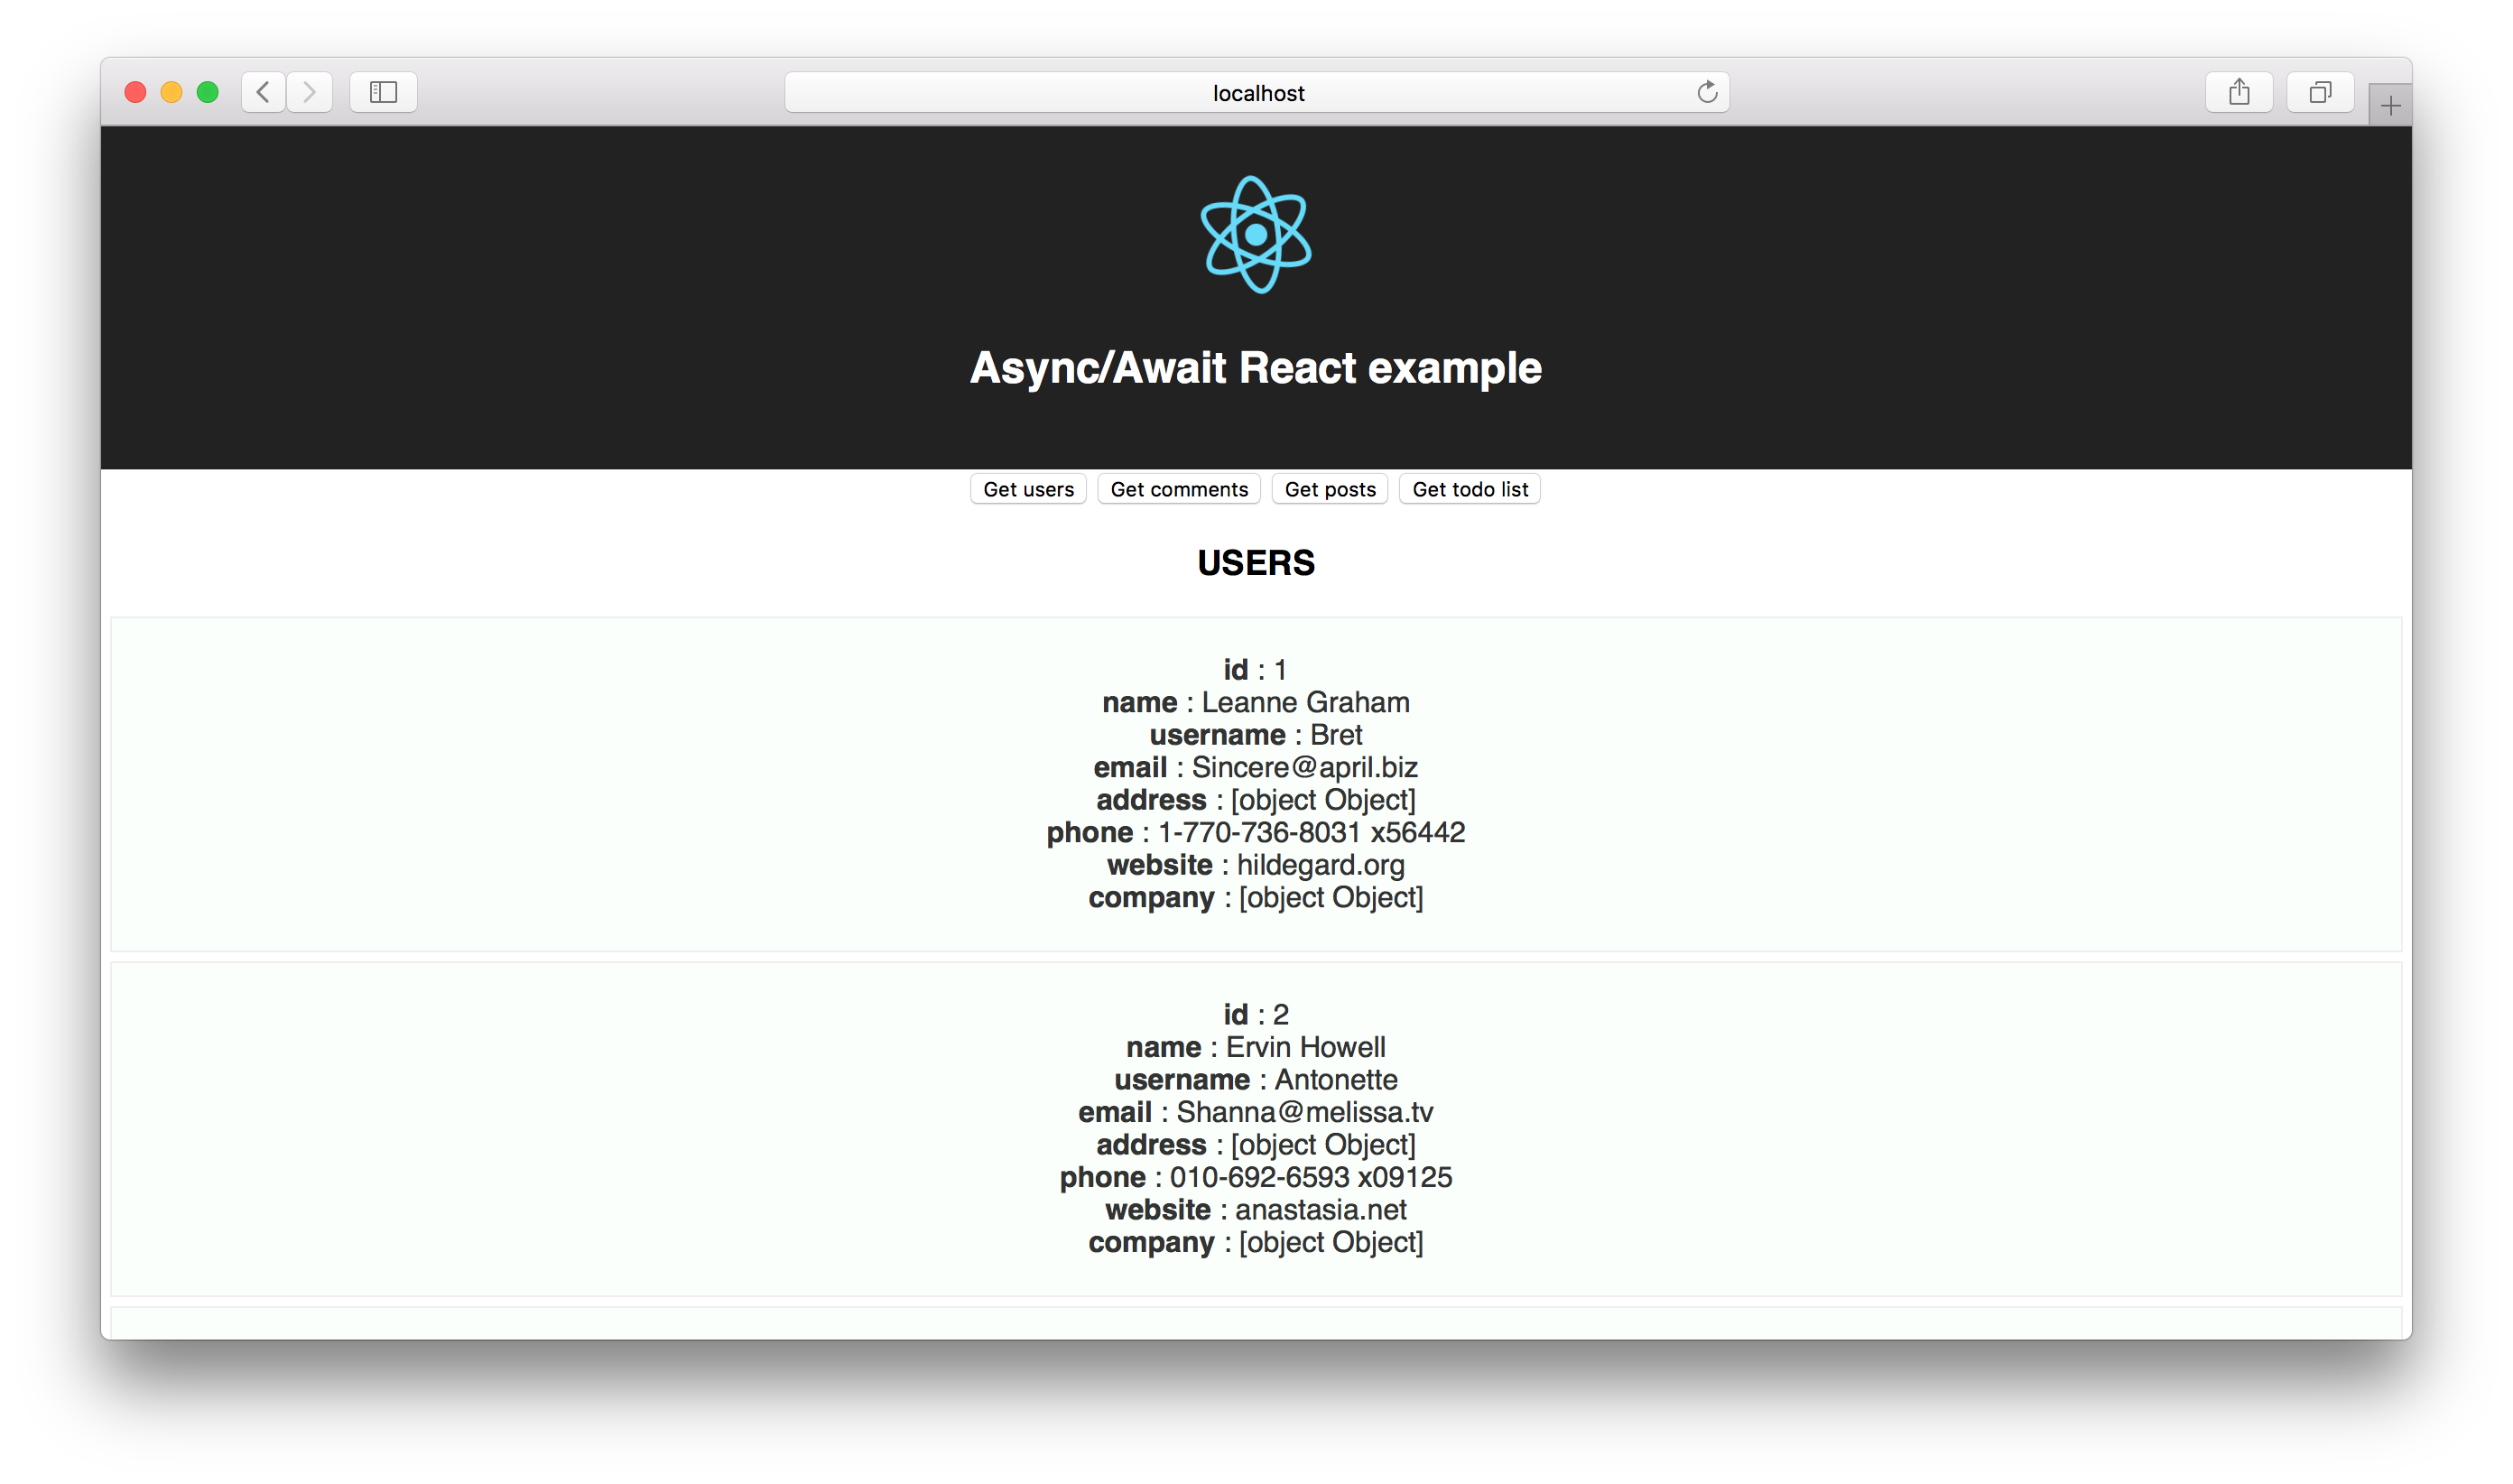 localhost
Async/Await React example
Get users Get comments Get posts Get todo list
USERS
id : 1
name : Leanne Graham
username : Bret
email : Sincere@april.biz
address : [object Object]
phone : 1-770-736-8031 x56442
website : hildegard.org
company : [object Object]
id : 2
name : Ervin Howell
username : Antonette
email : Shanna@melissa.tv
address : [object Object]
phone : 010-692-6593 x09125
website : anastasia.net
company : [object Object]